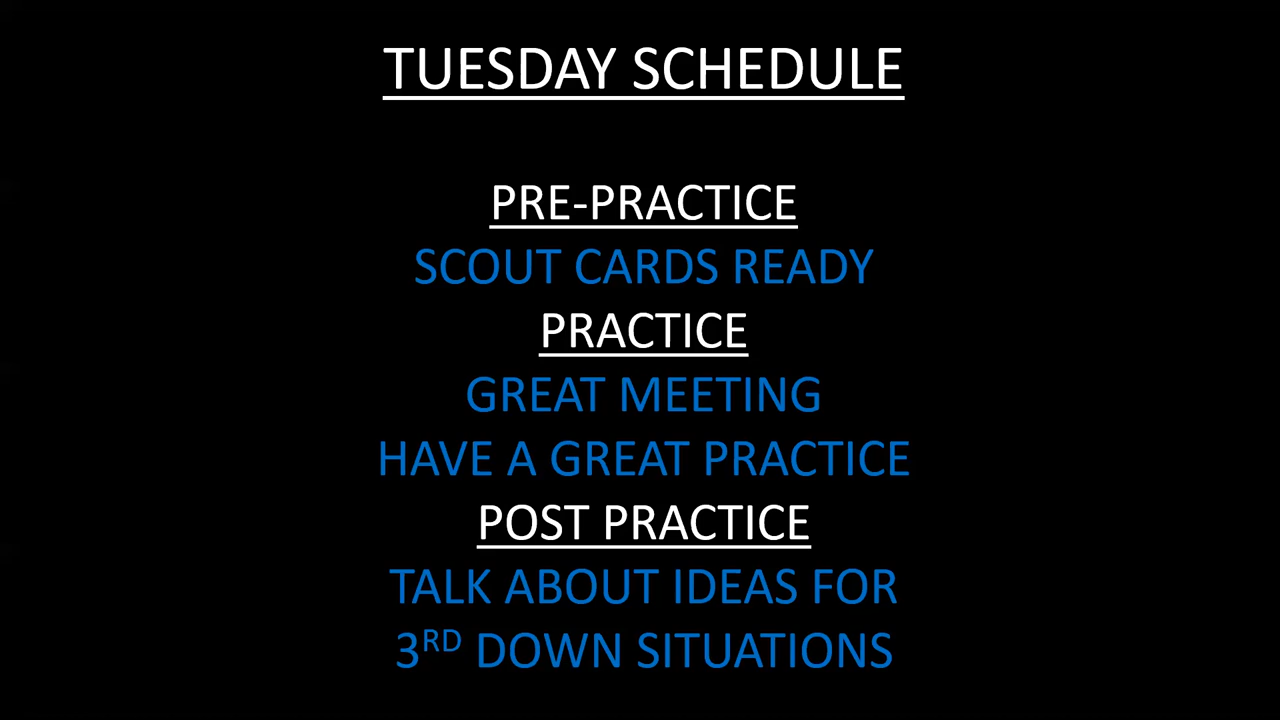 TUESDAY SCHEDULE
PRE-PRACTICE
SCOUT CARDS READY
PRACTICE
GREAT MEETING
HAVE A GREAT PRACTICE
POST PRACTICE
TALK ABOUT IDEAS FOR
3RD DOWN SITUATIONS